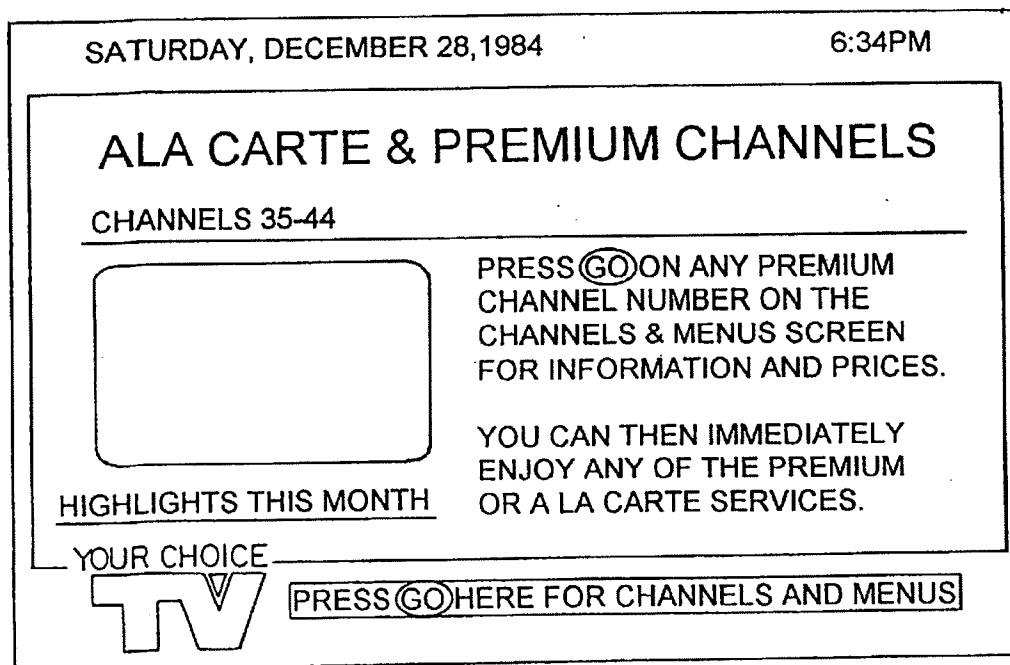 SATURDAY, DECEMBER 28,1984 6:34PM
ALA CARTE & PREMIUM CHANNELS
CHANNELS 35-44
PRESS GO ON ANY PREMIUM
CHANNEL NUMBER ON THE
CHANNELS & MENUS SCREEN
FOR INFORMATION AND PRICES.
YOU CAN THEN IMMEDIATELY
ENJOY ANY OF THE PREMIUM
OR A LA CARTE SERVICES.
HIGHLIGHTS THIS MONTH
YOUR CHOICE
TV
PRESS GO HERE FOR CHANNELS AND MENUS